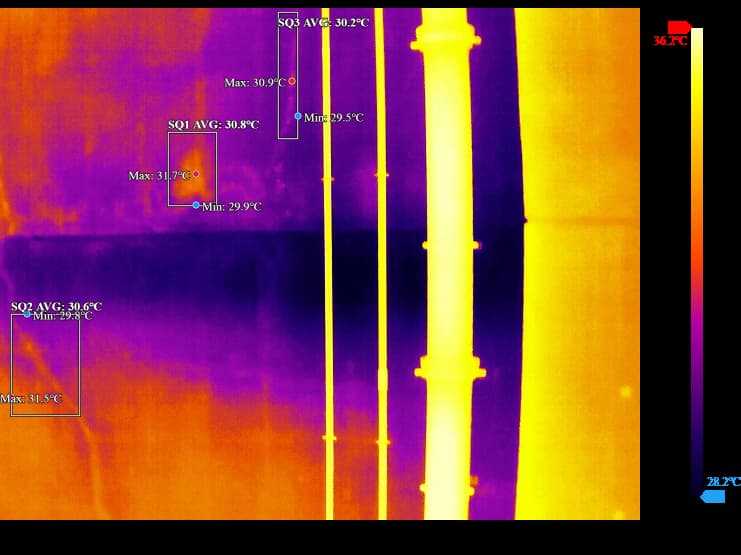 SQ3 AVG: 30.2°C
36.2°C
Max: 30.9°C
Min: 29.5°C
SQ1 AVG: 30.8°C
Max: 31.7°C
Min: 29.9°C
SQ2 AVG: 30.6°C
Min: 29.8°C
Max: 31.5°C
28.2°C